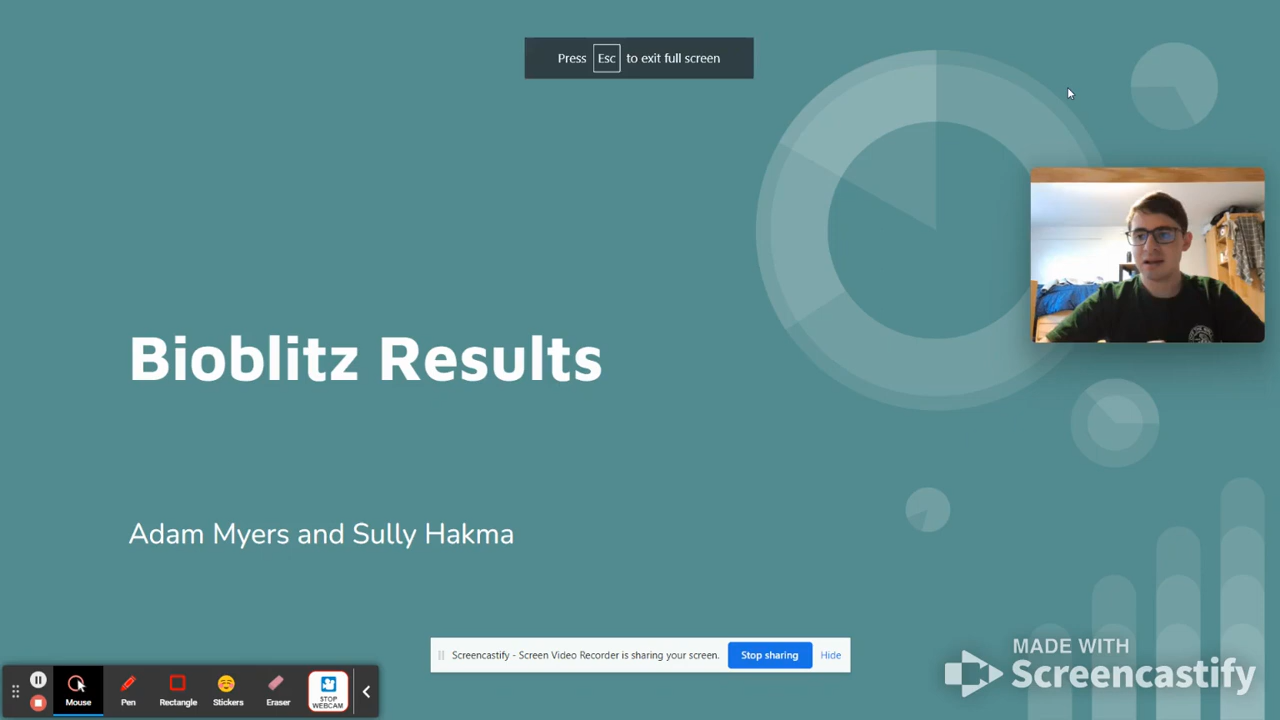 Press Esc to exit full screen
Bioblitz Results
Adam Myers and Sully Hakma
Screencastify - Screen Video Recorder is sharing your screen. Stop sharing Hide
MADE WITH
Screencastify
Mouse Pen Rectangle Stickers Eraser STOP WEBCAM